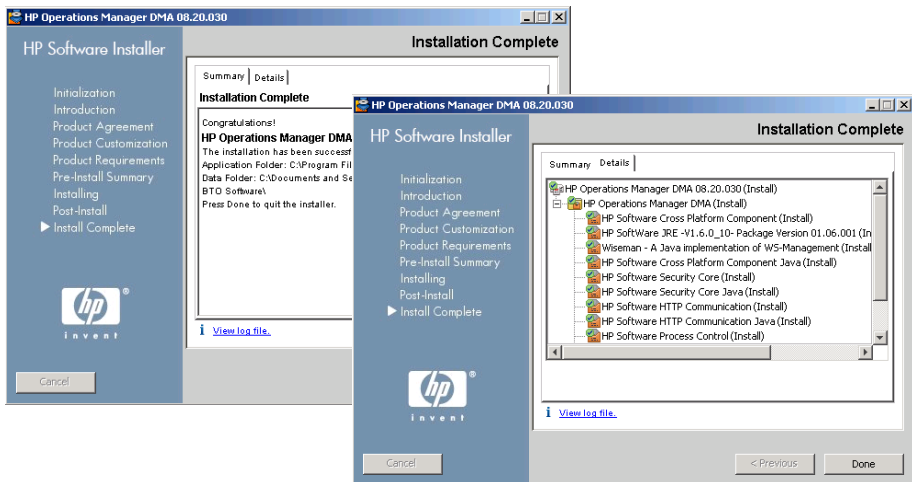 HP Operations Manager DMA 08.20.030
HP Software Installer
Installation Complete
Initialization
Introduction
Product Agreement
Product Customization
Product Requirements
Pre-Install Summary
Installing
Post-Install
Install Complete
hp
invent
Cancel
Summary Details
Installation Complete
Congratulations!
HP Operations Manager DMA
The installation has been successf
Application Folder: C:\Program Fil
Data Folder: C:\Documents and Se
BTO Software\
Press Done to quit the installer.
i View log file.
HP Operations Manager DMA 08.20.030
HP Software Installer
Installation Complete
Initialization
Introduction
Product Agreement
Product Customization
Product Requirements
Pre-Install Summary
Installing
Post-Install
Install Complete
hp
invent
Cancel
Summary Details
HP Operations Manager DMA 08.20.030 (Install)
HP Operations Manager DMA (Install)
HP Software Cross Platform Component (Install)
HP SoftWare JRE -V1.6.0_10- Package Version 01.06.001 (In
Wiseman - A Java implementation of WS-Management (Install
HP Software Cross Platform Component Java (Install)
HP Software Security Core (Install)
HP Software Security Core Java (Install)
HP Software HTTP Communication (Install)
HP Software HTTP Communication Java (Install)
HP Software Process Control (Install)
i View log file.
< Previous
Done